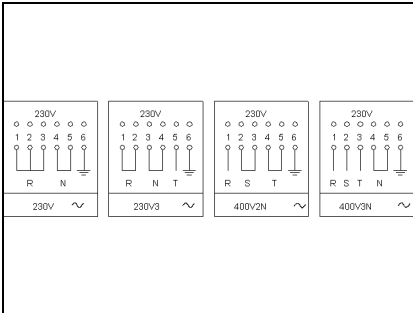 230V
1 2 3 4 5 6
R N
230V
230V
1 2 3 4 5 6
R N T
230V3
230V
1 2 3 4 5 6
R S T
400V2N
230V
1 2 3 4 5 6
R S T N
400V3N